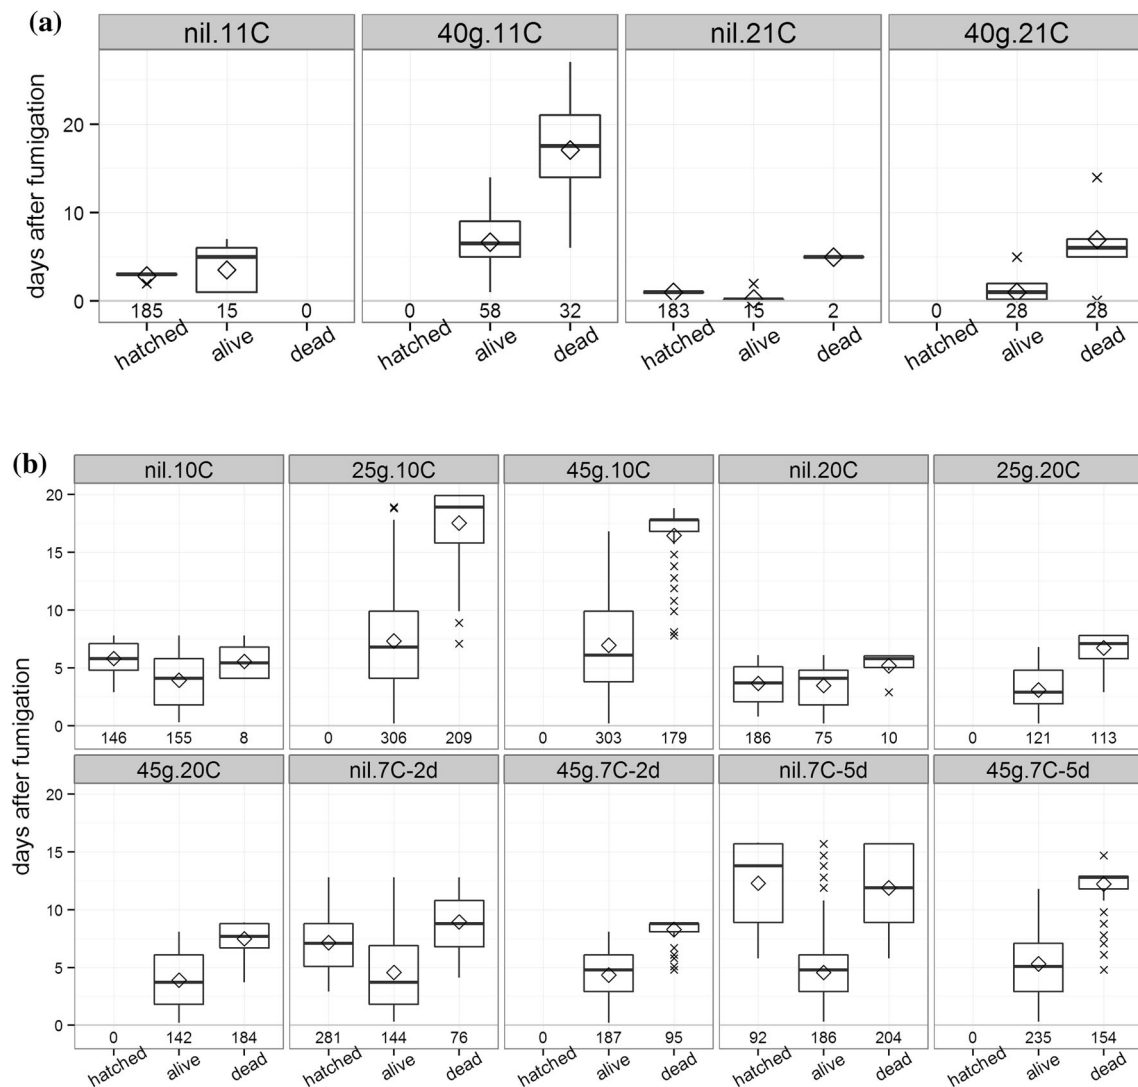 (a)
nil.11C 40g.11C nil.21C 40g.21C
days after fumigation
20
10
0
185 15 0 0 58 32 183 15 2 0 28 28
hatched alive dead hatched alive dead hatched alive dead hatched alive dead
(b)
nil.10C 25g.10C 45g.10C nil.20C 25g.20C
20
15
10
5
0
146 155 8 0 306 209 0 303 179 186 75 10 0 121 113
45g.20C nil.7C-2d 45g.7C-2d nil.7C-5d 45g.7C-5d
days after fumigation
20
15
10
5
0
0 142 184 281 144 76 0 187 95 92 186 204 0 235 154
hatched alive dead hatched alive dead hatched alive dead hatched alive dead hatched alive dead